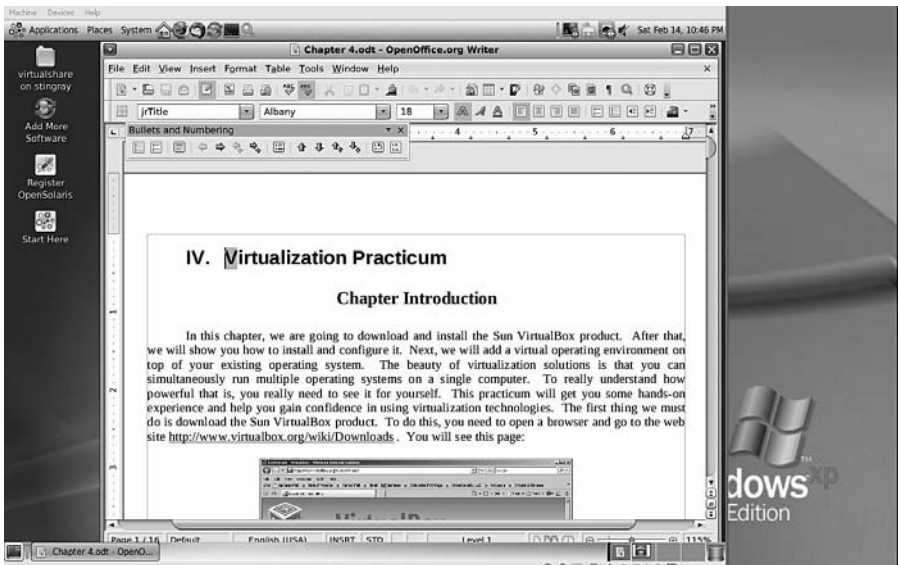 Machine Devices Help
Applications Places System
Sat Feb 14, 10:46 PM
virtualshare
on stingray
Add More
Software
Register
OpenSolaris
Start Here
Chapter 4.odt - OpenOffice.org Writer
File Edit View Insert Format Table Tools Window Help
jrTitle Albany 18
Bullets and Numbering
4 5 6 7
IV. Virtualization Practicum
Chapter Introduction
In this chapter, we are going to download and install the Sun VirtualBox product. After that,
we will show you how to install and configure it. Next, we will add a virtual operating environment on
top of your existing operating system. The beauty of virtualization solutions is that you can
simultaneously run multiple operating systems on a single computer. To really understand how
powerful that is, you really need to see it for yourself. This practicum will get you some hands-on
experience and help you gain confidence in using virtualization technologies. The first thing we must
do is download the Sun VirtualBox product. To do this, you need to open a browser and go to the web
site http://www.virtualbox.org/wiki/Downloads . You will see this page:
VirtualBox
Page 1 / 16 Default English (USA) INSRT STD Level 1 115%
Chapter 4.odt - OpenO...
dows xp
Edition